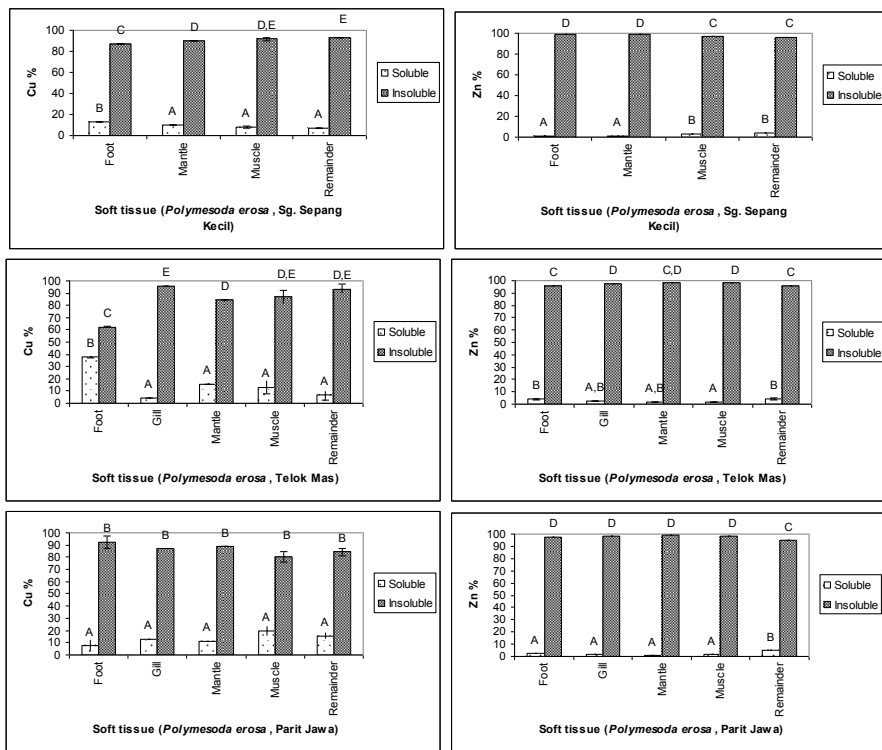 C D D,E E
100
80
60
40
20
0
Cu %
B A A A
Soluble
Insoluble
Foot Mantle Muscle Remainder
Soft tissue (Polymesoda erosa , Sg. Sepang
Kecil)
D D C C
100
80
60
40
20
0
Zn %
A A B B
Soluble
Insoluble
Foot Mantle Muscle Remainder
Soft tissue (Polymesoda erosa , Sg. Sepang
Kecil)
C E D D,E D,E
100
90
80
70
60
50
40
30
20
10
0
Cu %
B A A A A
Soluble
Insoluble
Foot Gill Mantle Muscle Remainder
Soft tissue (Polymesoda erosa , Telok Mas)
C D C,D D C
100
90
80
70
60
50
40
30
20
10
0
Zn %
B A,B A,B A B
Soluble
Insoluble
Foot Gill Mantle Muscle Remainder
Soft tissue (Polymesoda erosa , Telok Mas)
B B B B B
100
90
80
70
60
50
40
30
20
10
0
Cu %
A A A A A
Soluble
Insoluble
Foot Gill Mantle Muscle Remainder
Soft tissue (Polymesoda erosa , Parit Jawa)
D D D D C
100
90
80
70
60
50
40
30
20
10
0
Zn %
A A A A B
Soluble
Insoluble
Foot Gill Mantle Muscle Remainder
Soft tissue (Polymesoda erosa , Parit Jawa)